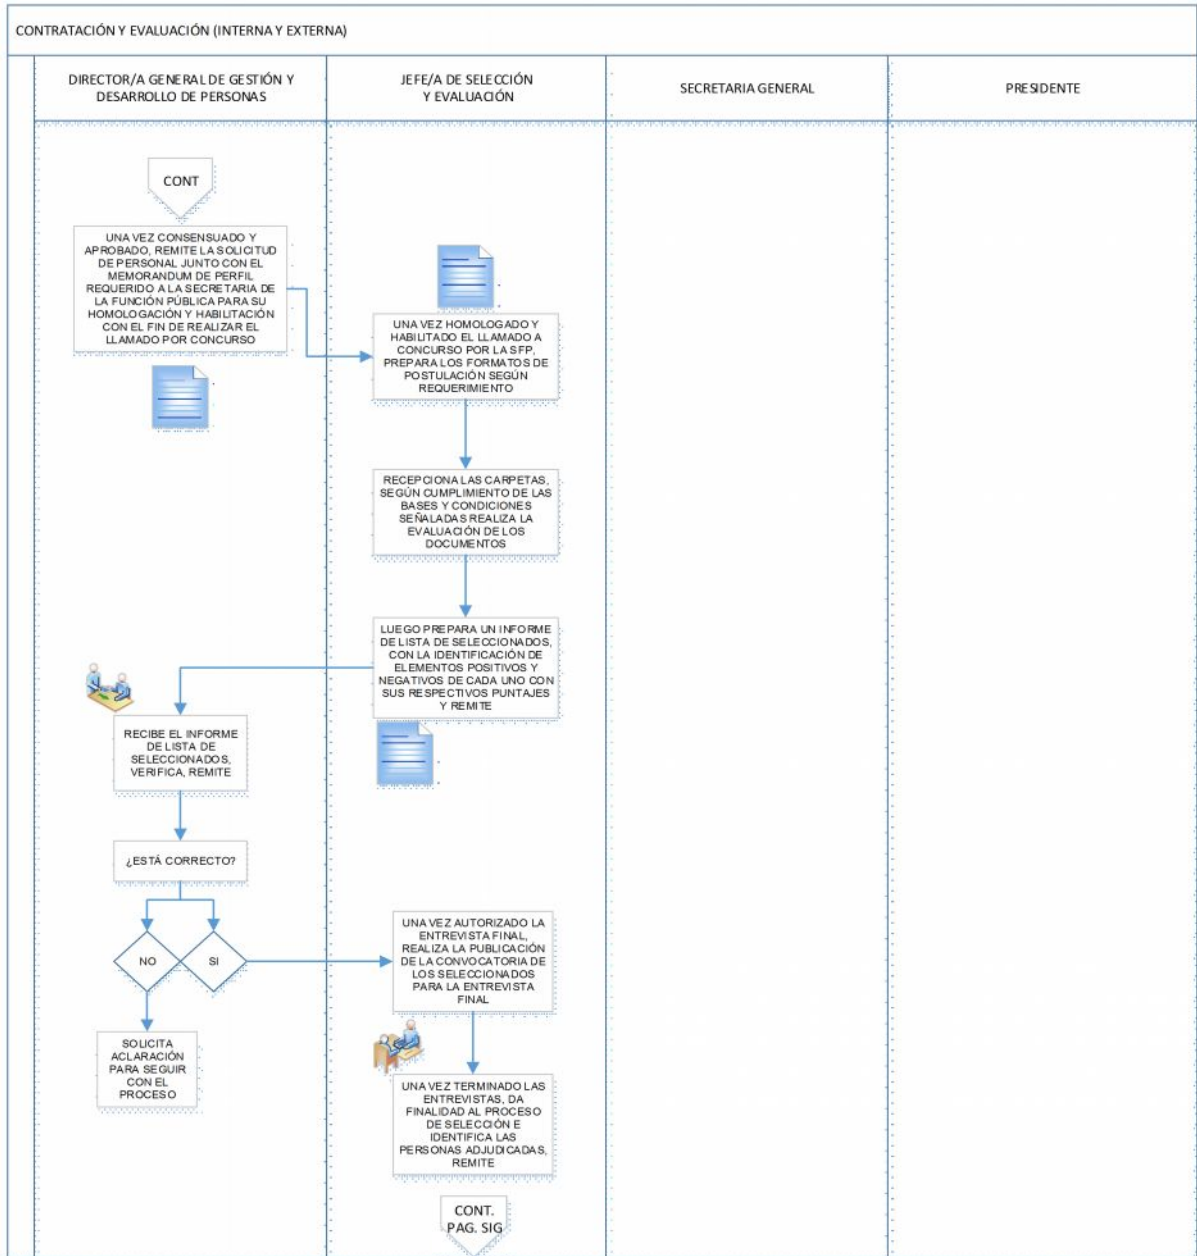 CONTRATACIÓN Y EVALUACIÓN (INTERNA Y EXTERNA)
DIRECTOR/A GENERAL DE GESTIÓN Y
DESARROLLO DE PERSONAS
JEFE/A DE SELECCIÓN
Y EVALUACIÓN
SECRETARIA GENERAL
PRESIDENTE
CONT
UNA VEZ CONSENSUADO Y
APROBADO, REMITE LA SOLICITUD
DE PERSONAL JUNTO CON EL
MEMORANDUM DE PERFIL
REQUERIDO A LA SECRETARIA DE
LA FUNCIÓN PÚBLICA PARA SU
HOMOLOGACIÓN Y HABILITACIÓN
CON EL FIN DE REALIZAR EL
LLAMADO POR CONCURSO
UNA VEZ HOMOLOGADO Y
HABILITADO EL LLAMADO A
CONCURSO POR LA SFP,
PREPARA LOS FORMATOS DE
POSTULACIÓN SEGÚN
REQUERIMIENTO
RECEPCIONA LAS CARPETAS,
SEGÚN CUMPLIMIENTO DE LAS
BASES Y CONDICIONES
SEÑALADAS REALIZA LA
EVALUACIÓN DE LOS
DOCUMENTOS
LUEGO PREPARA UN INFORME
DE LISTA DE SELECCIONADOS,
CON LA IDENTIFICACIÓN DE
ELEMENTOS POSITIVOS Y
NEGATIVOS DE CADA UNO CON
SUS RESPECTIVOS PUNTAJES
Y REMITE
RECIBE EL INFORME
DE LISTA DE
SELECCIONADOS,
VERIFICA, REMITE
¿ESTÁ CORRECTO?
NO
SI
UNA VEZ AUTORIZADO LA
ENTREVISTA FINAL,
REALIZA LA PUBLICACIÓN
DE LA CONVOCATORIA DE
LOS SELECCIONADOS
PARA LA ENTREVISTA
FINAL
SOLICITA
ACLARACIÓN
PARA SEGUIR
CON EL
PROCESO
UNA VEZ TERMINADO LAS
ENTREVISTAS, DA
FINALIDAD AL PROCESO
DE SELECCIÓN E
IDENTIFICA LAS
PERSONAS ADJUDICADAS,
REMITE
CONT.
PAG. SIG